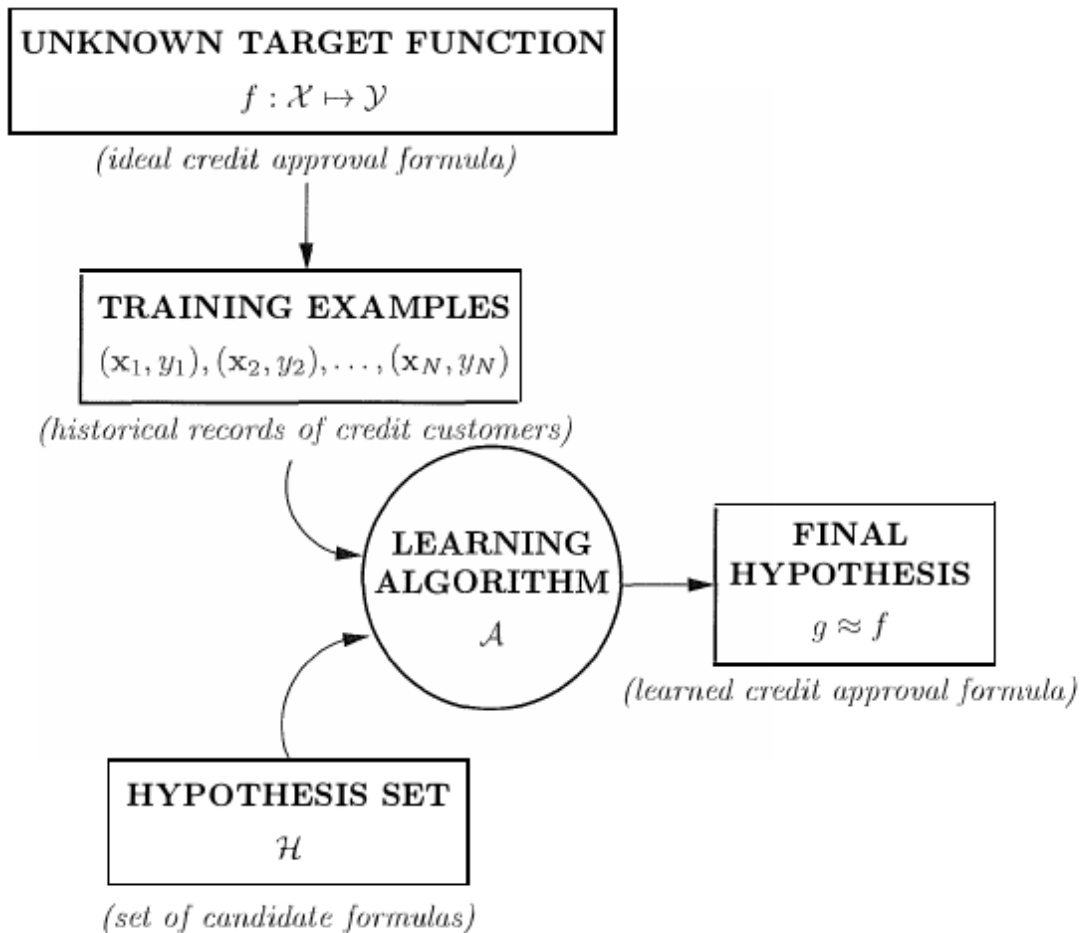 UNKNOWN TARGET FUNCTION
f : 𝒳 ↦ 𝒴
(ideal credit approval formula)
TRAINING EXAMPLES
(x₁, y₁), (x₂, y₂), . . . , (x_N, y_N)
(historical records of credit customers)
LEARNING
ALGORITHM
𝒜
FINAL
HYPOTHESIS
g ≈ f
(learned credit approval formula)
HYPOTHESIS SET
ℋ
(set of candidate formulas)